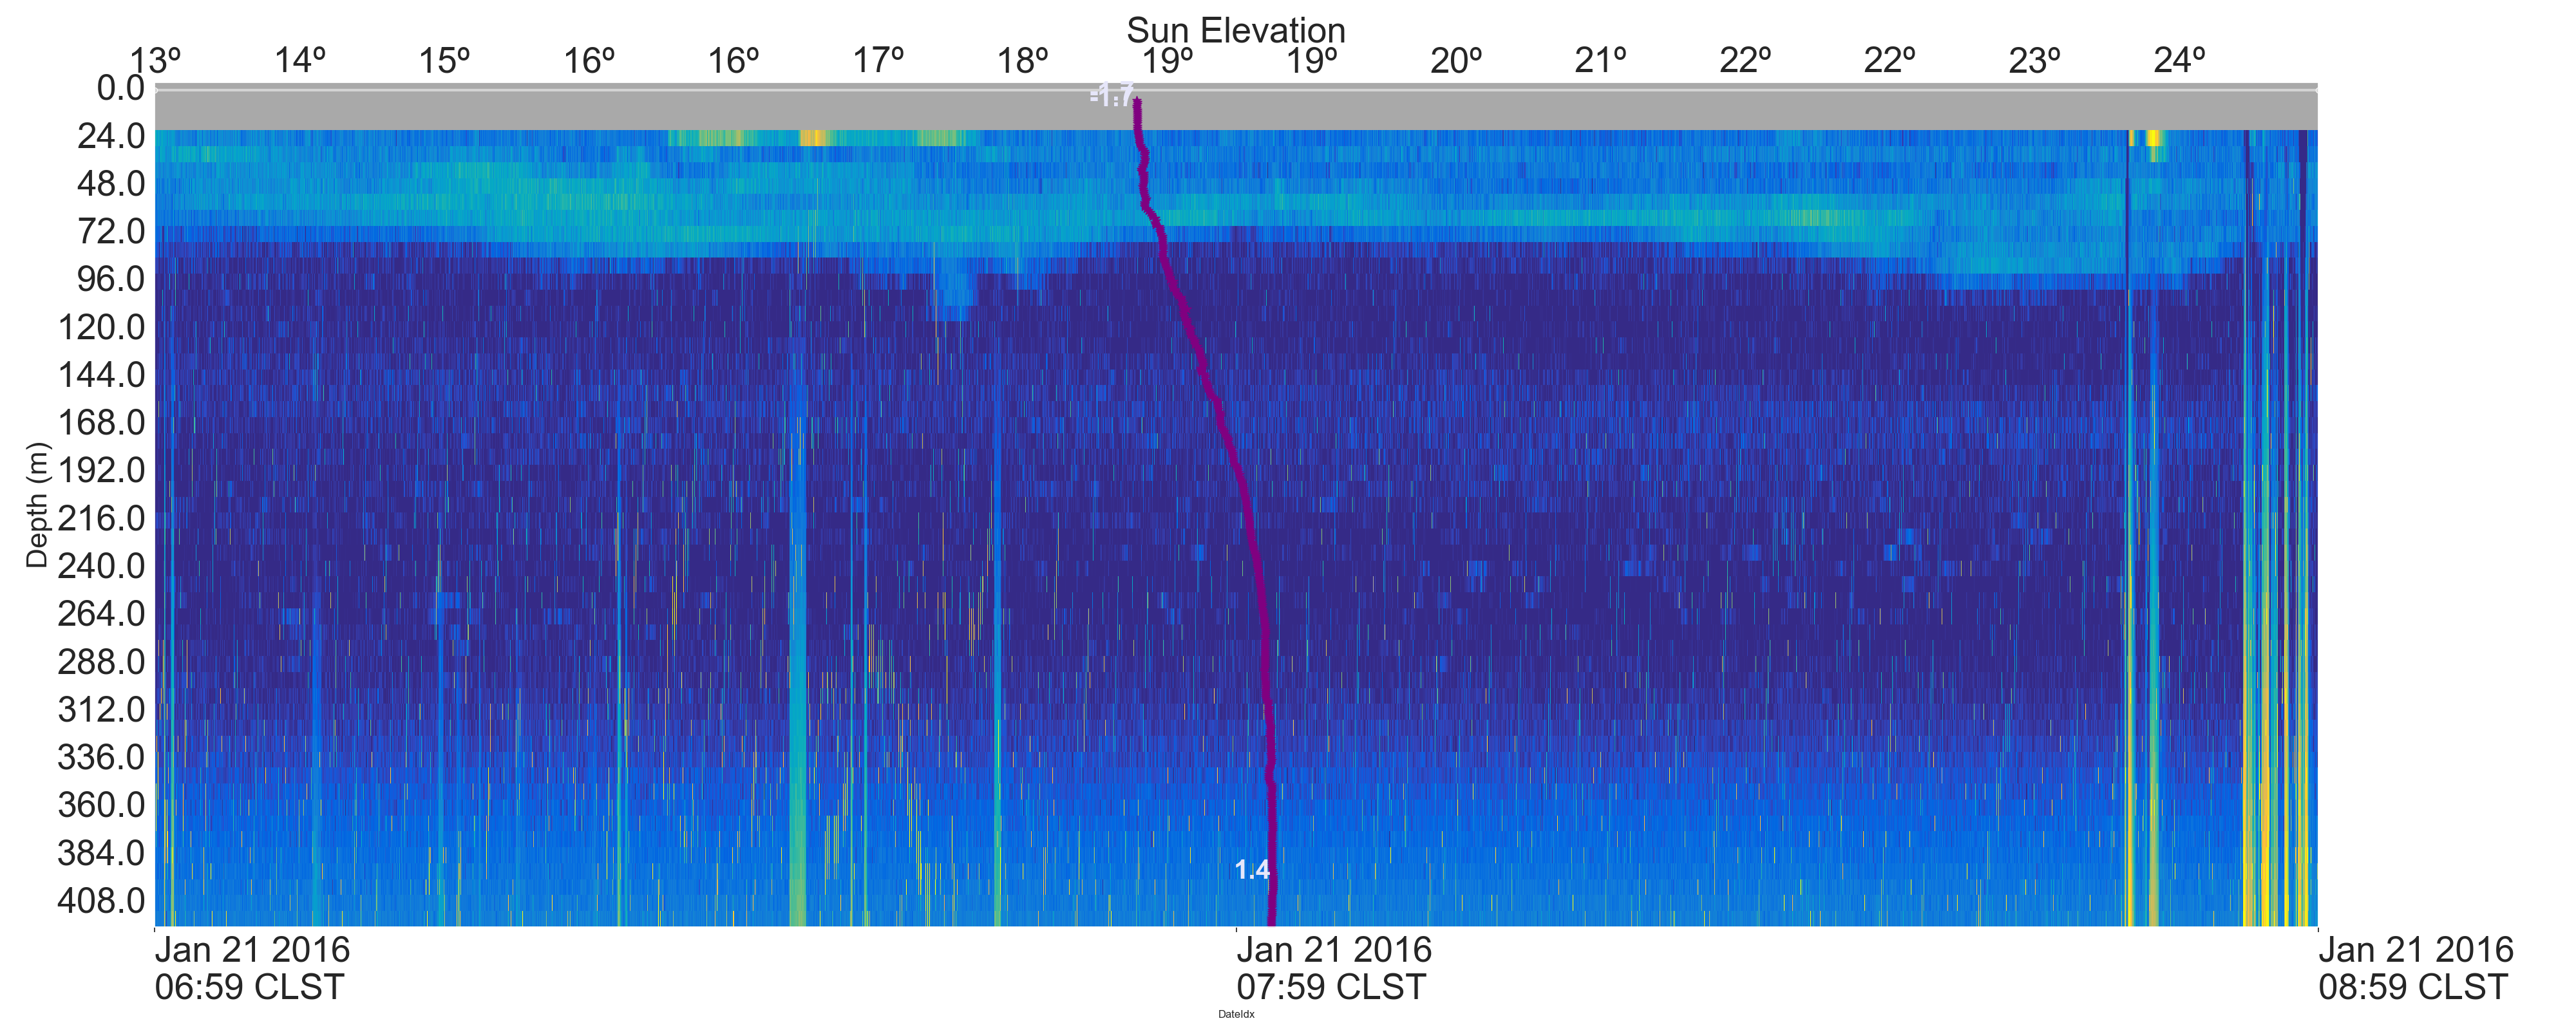 Sun Elevation
13º 14º 15º 16º 16º 17º 18º 19º 19º 20º 21º 22º 22º 23º 24º
0.0
24.0
48.0
72.0
96.0
120.0
144.0
168.0
192.0
216.0
240.0
264.0
288.0
312.0
336.0
360.0
384.0
408.0
Depth (m)
1.4
Jan 21 2016
06:59 CLST
Jan 21 2016
07:59 CLST
Jan 21 2016
08:59 CLST
DateIdx